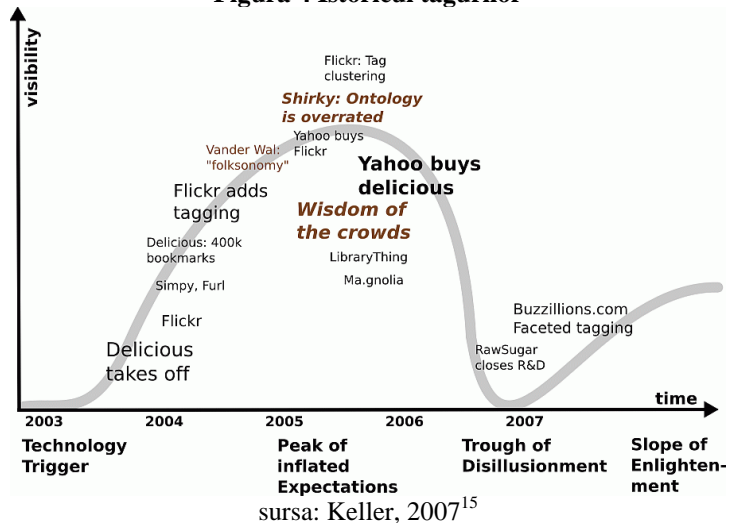 visibility
Flickr: Tag
clustering
Shirky: Ontology
is overrated
Yahoo buys
Flickr
Vander Wal:
"folksonomy"
Yahoo buys
delicious
Flickr adds
tagging
Wisdom of
the crowds
Delicious: 400k
bookmarks
LibraryThing
Simpy, Furl
Ma.gnolia
Flickr
Buzzillions.com
Faceted tagging
Delicious
takes off
RawSugar
closes R&D
time
2003 2004 2005 2006 2007
Technology
Trigger
Peak of
inflated
Expectations
Trough of
Disillusionment
Slope of
Enlighten-
ment
sursa: Keller, 2007¹⁵